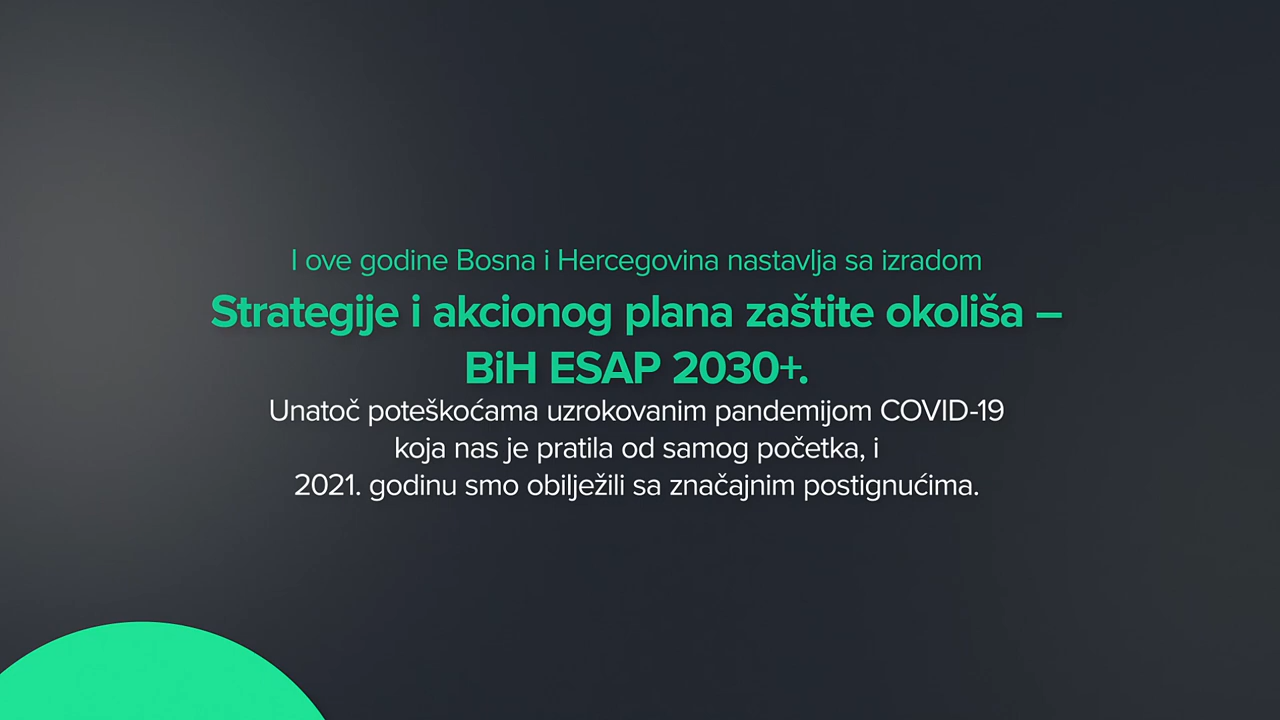 I ove godine Bosna i Hercegovina nastavlja sa izradom
Strategije i akcionog plana zaštite okoliša –
BiH ESAP 2030+.
Unatoč poteškoćama uzrokovanim pandemijom COVID-19
koja nas je pratila od samog početka, i
2021. godinu smo obilježili sa značajnim postignućima.